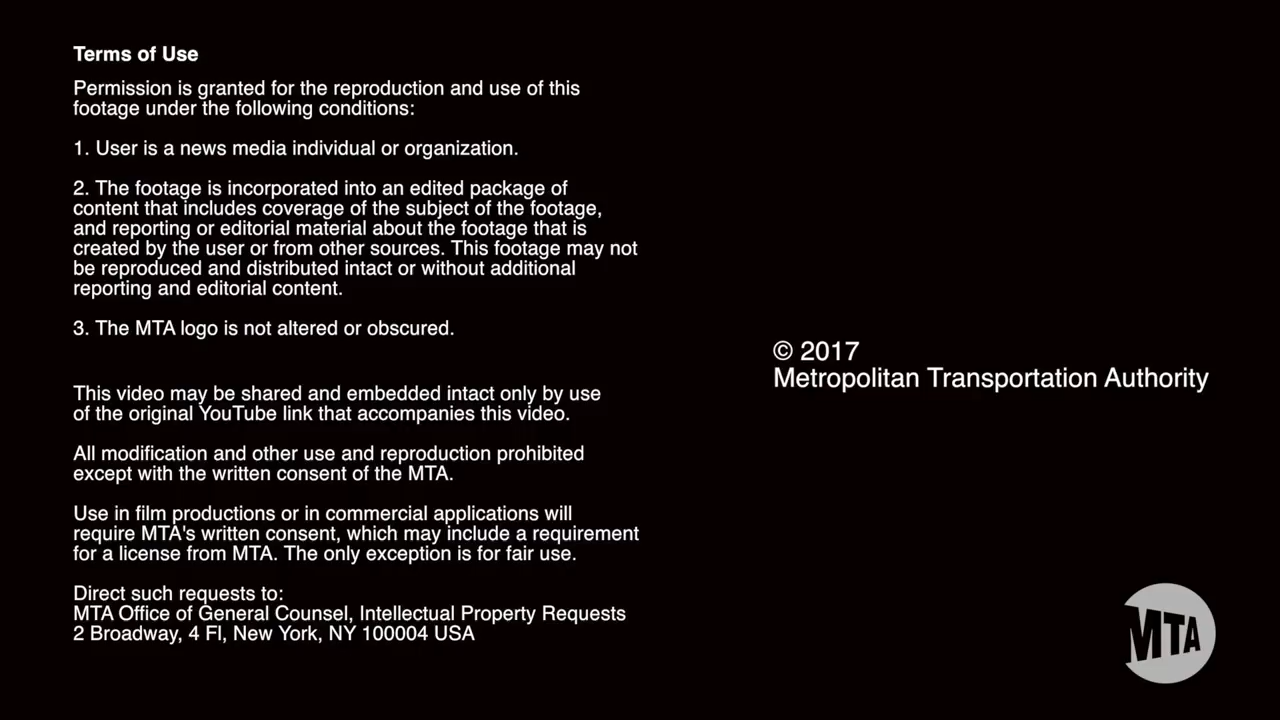 Terms of Use
Permission is granted for the reproduction and use of this
footage under the following conditions:
1. User is a news media individual or organization.
2. The footage is incorporated into an edited package of
content that includes coverage of the subject of the footage,
and reporting or editorial material about the footage that is
created by the user or from other sources. This footage may not
be reproduced and distributed intact or without additional
reporting and editorial content.
3. The MTA logo is not altered or obscured.
This video may be shared and embedded intact only by use
of the original YouTube link that accompanies this video.
All modification and other use and reproduction prohibited
except with the written consent of the MTA.
Use in film productions or in commercial applications will
require MTA's written consent, which may include a requirement
for a license from MTA. The only exception is for fair use.
Direct such requests to:
MTA Office of General Counsel, Intellectual Property Requests
2 Broadway, 4 Fl, New York, NY 100004 USA
© 2017
Metropolitan Transportation Authority
MTA